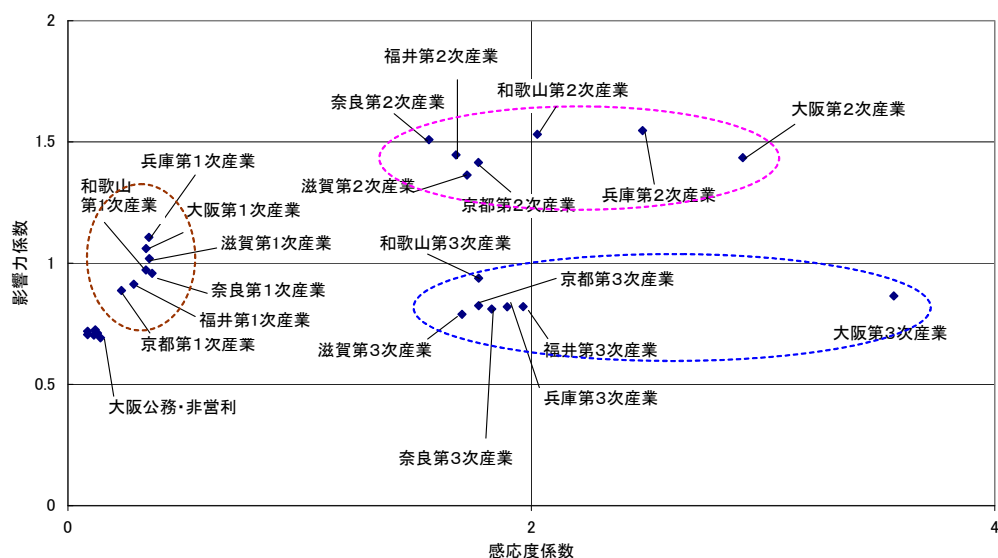 2
福井第2次産業
和歌山第2次産業
奈良第2次産業
大阪第2次産業
1.5
兵庫第1次産業
滋賀第2次産業
京都第2次産業
兵庫第2次産業
和歌山
第1次産業
大阪第1次産業
滋賀第1次産業
和歌山第3次産業
1
京都第3次産業
影響力係数
奈良第1次産業
福井第1次産業
大阪第3次産業
京都第1次産業
滋賀第3次産業
福井第3次産業
0.5
兵庫第3次産業
大阪公務・非営利
奈良第3次産業
0
0
2
4
感応度係数